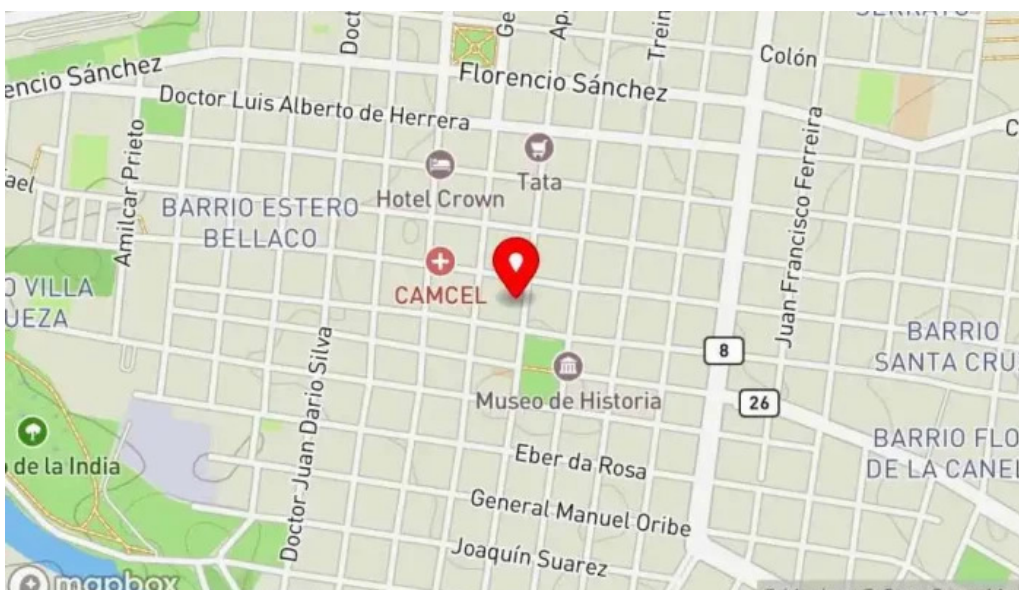 encio Sánchez
Florencio Sánchez
Colón
Doctor Luis Alberto de Herrera
Amilcar Prieto
Juan Francisco Ferreira
Tata
Hotel Crown
BARRIO ESTERO
BELLACO
CAMCEL
O VILLA
UEZA
8
BARRIO
SANTA CRU
Museo de Historia
26
Doctor Juan Dario Silva
de la India
BARRIO FLO
DE LA CANEL
Eber da Rosa
General Manuel Oribe
Joaquín Suarez
mapbox